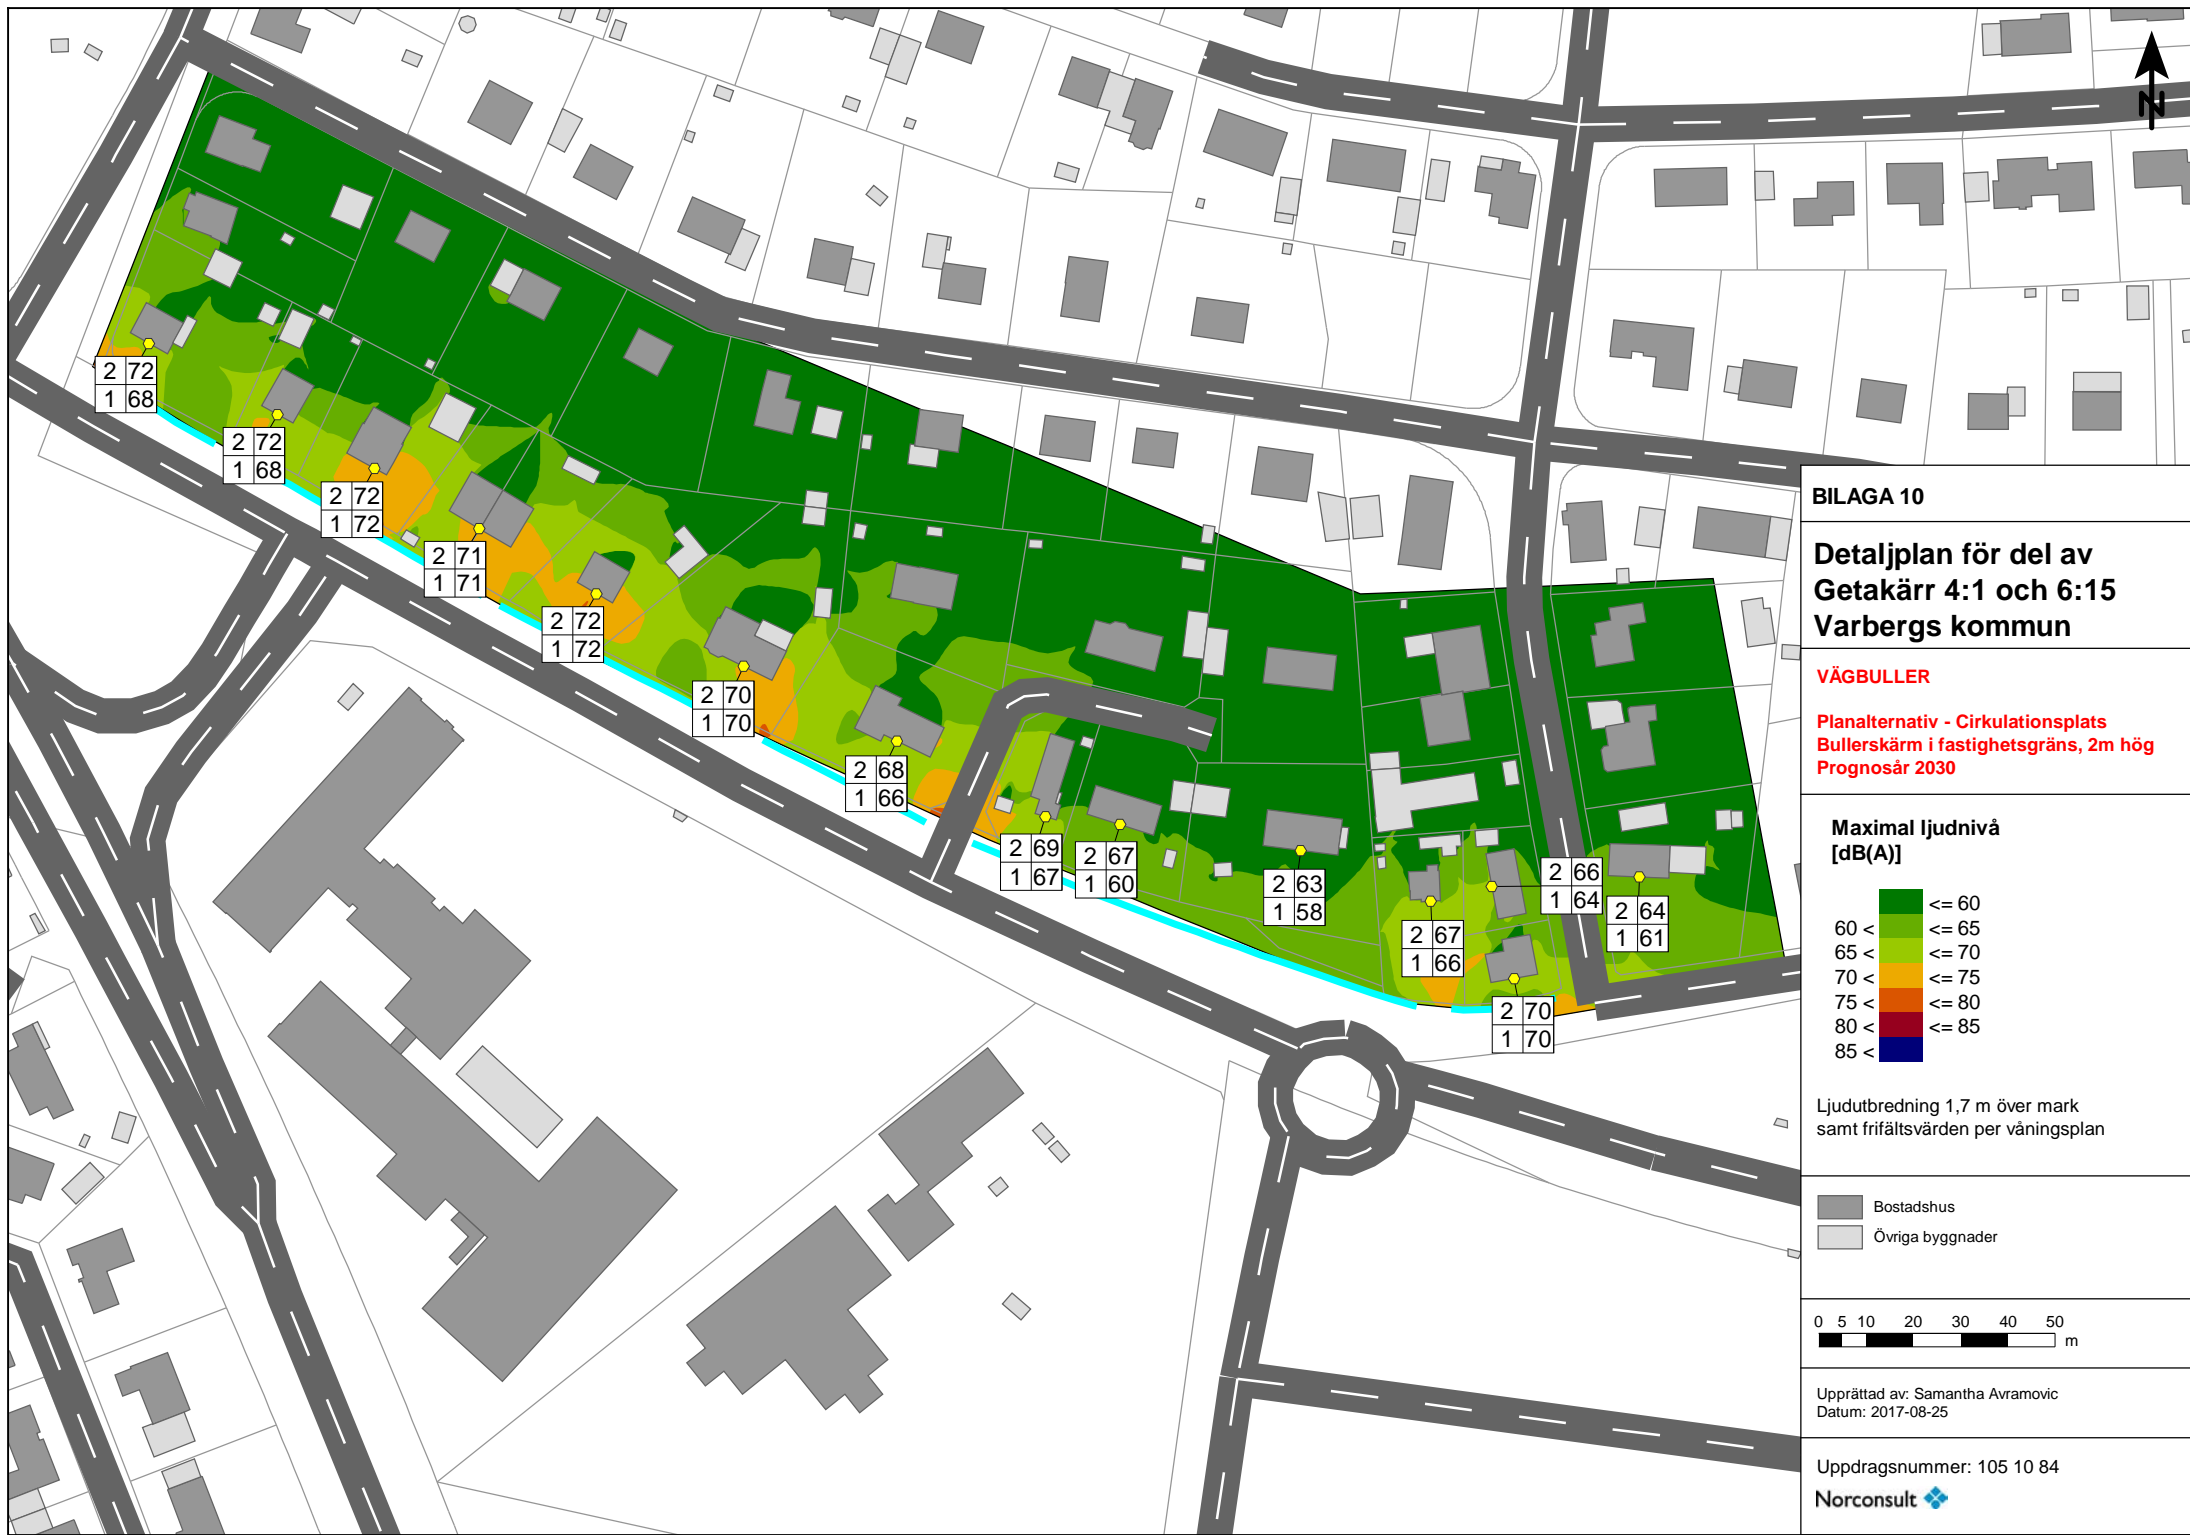 N
2 72
1 68
2 72
1 68
2 72
1 72
2 71
1 71
2 72
1 72
2 70
1 70
2 68
1 66
2 69
1 67
2 67
1 60
2 63
1 58
2 67
1 66
2 66
1 64
2 64
1 61
2 70
1 70
BILAGA 10
Detaljplan för del av
Getakärr 4:1 och 6:15
Varbergs kommun
VÄGBULLER
Planalternativ - Cirkulationsplats
Bullerskärm i fastighetsgräns, 2m hög
Prognosår 2030
Maximal ljudnivå
[dB(A)]
<= 60
60 < <= 65
65 < <= 70
70 < <= 75
75 < <= 80
80 < <= 85
85 <
Ljudutbredning 1,7 m över mark
samt frifältsvärden per våningsplan
Bostadshus
Övriga byggnader
0 5 10 20 30 40 50
m
Upprättad av: Samantha Avramovic
Datum: 2017-08-25
Uppdragsnummer: 105 10 84
Norconsult